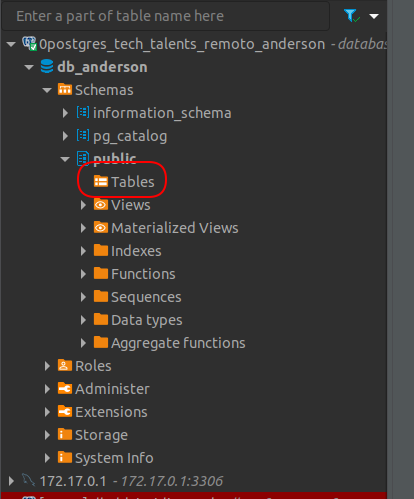 Enter a part of table name here
0postgres_tech_talents_remoto_anderson - databas
db_anderson
Schemas
information_schema
pg_catalog
public
Tables
Views
Materialized Views
Indexes
Functions
Sequences
Data types
Aggregate functions
Roles
Administer
Extensions
Storage
System Info
172.17.0.1 - 172.17.0.1:3306